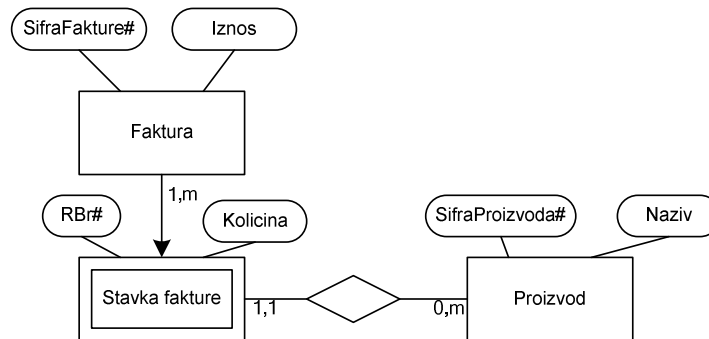 SifraFakture#
Iznos
Faktura
1,m
RBr#
Kolicina
SifraProizvoda#
Naziv
Stavka fakture
1,1
0,m
Proizvod